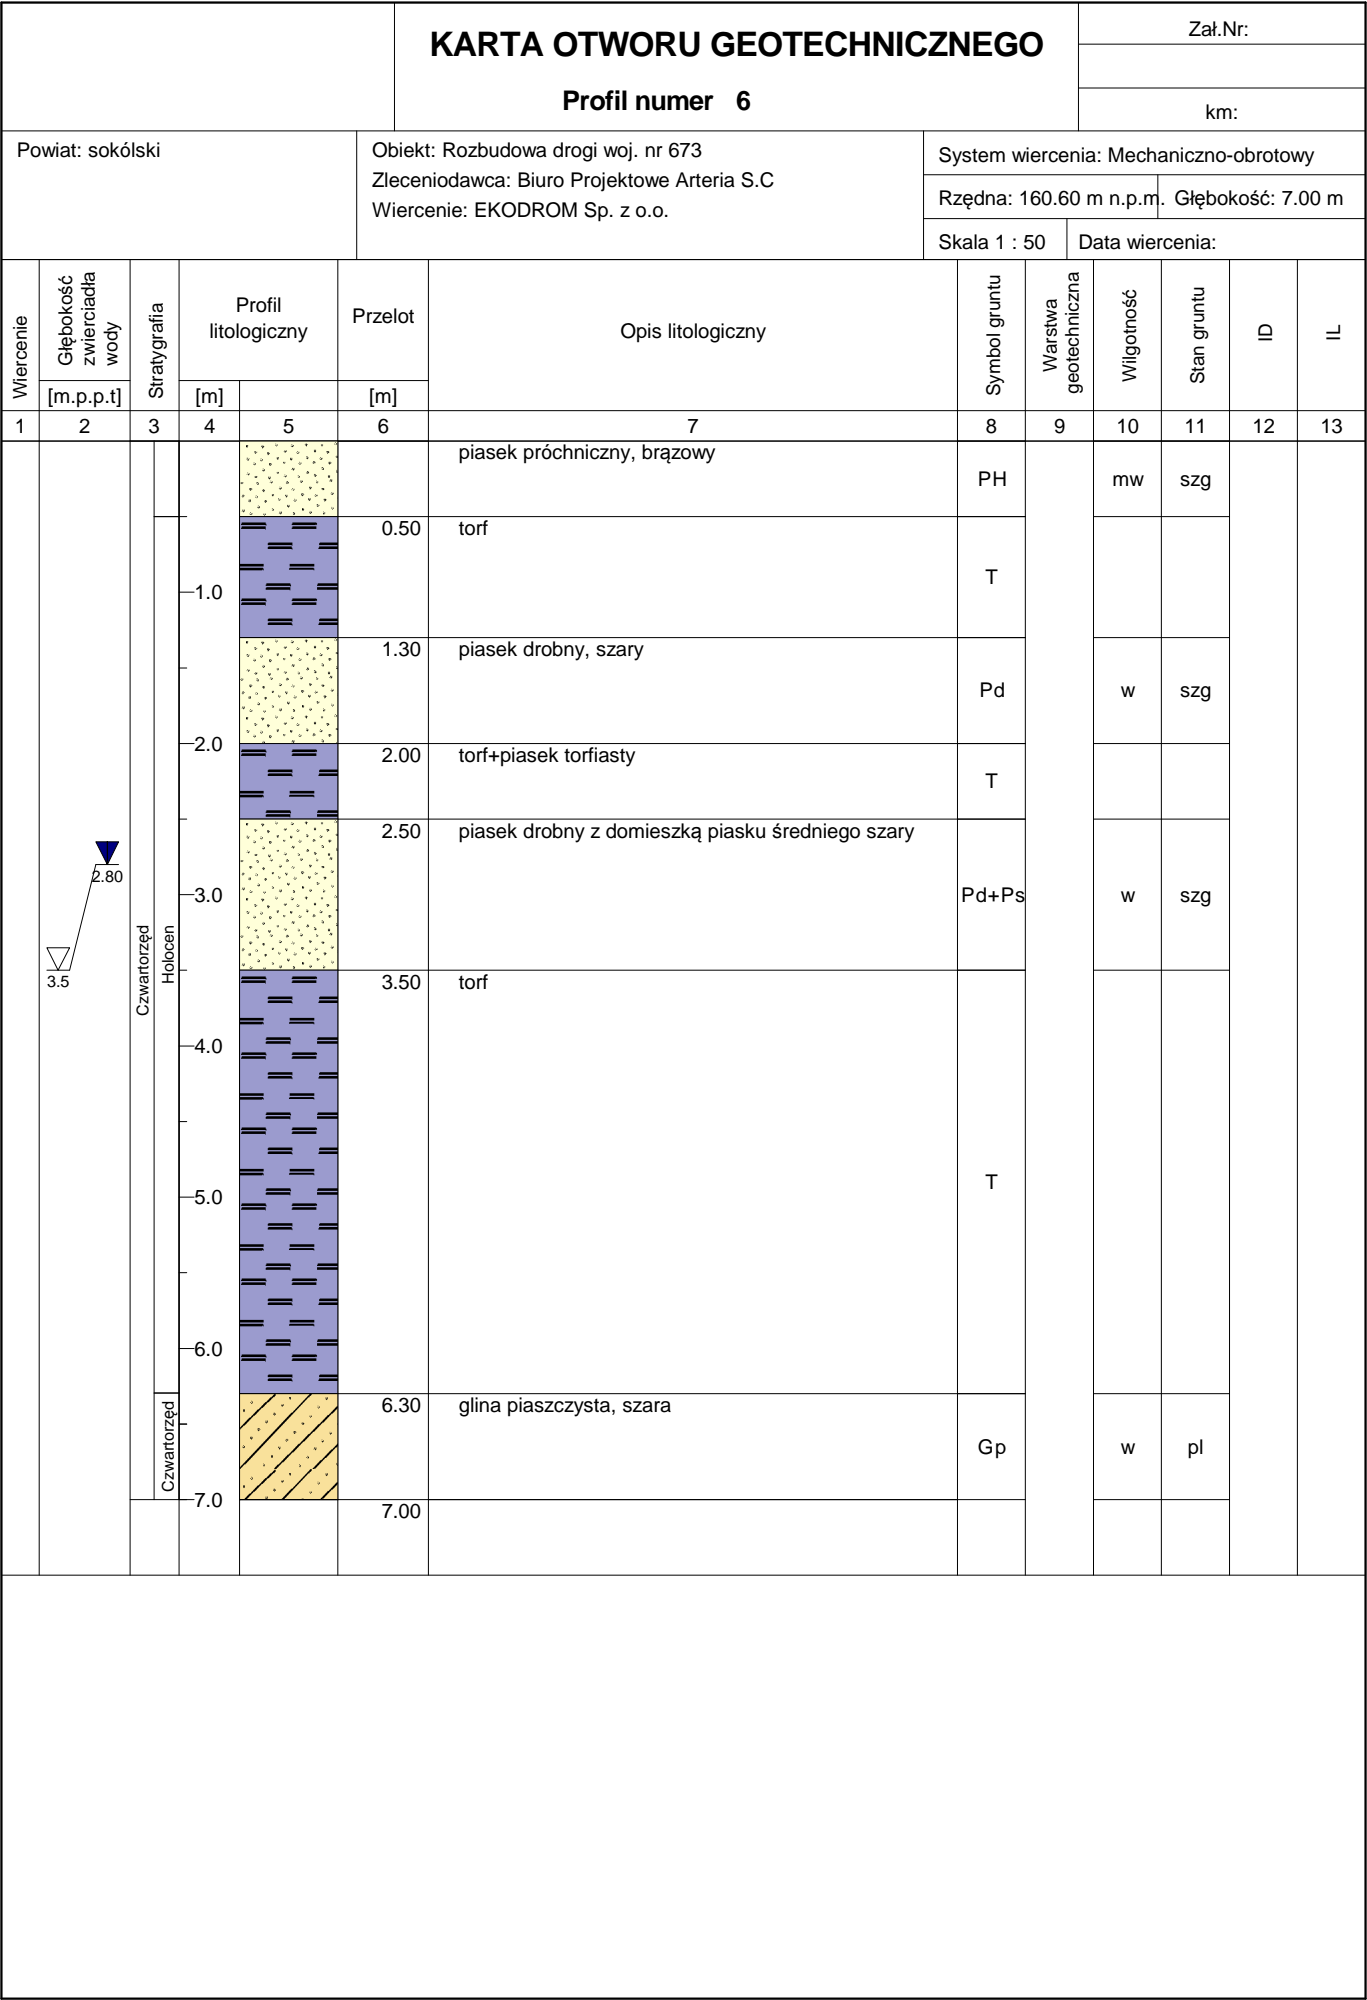 KARTA OTWORU GEOTECHNICZNEGO
Profil numer 6
Zał.Nr:
km:
Powiat: sokólski
Obiekt: Rozbudowa drogi woj. nr 673
Zleceniodawca: Biuro Projektowe Arteria S.C
Wiercenie: EKODROM Sp. z o.o.
System wiercenia: Mechaniczno-obrotowy
Rzędna: 160.60 m n.p.m. Głębokość: 7.00 m
Skala 1 : 50 Data wiercenia:
Wiercenie
Głębokość
zwierciadła
wody
[m.p.p.t]
Stratygrafia
Profil
litologiczny
[m]
Przelot
[m]
Opis litologiczny
Symbol gruntu
Warstwa
geotechniczna
Wilgotność
Stan gruntu
ID
IL
1 2 3 4 5 6 7 8 9 10 11 12 13
piasek próchniczny, brązowy
PH mw szg
0.50 torf
T
1.0
1.30 piasek drobny, szary
Pd w szg
2.0
2.00 torf+piasek torfiasty
T
2.50 piasek drobny z domieszką piasku średniego szary
2.80
3.0
Pd+Ps w szg
3.5
Czwartorzęd
Holocen
3.50 torf
4.0
T
5.0
6.0
6.30 glina piaszczysta, szara
Czwartorzęd
Gp w pl
7.0
7.00